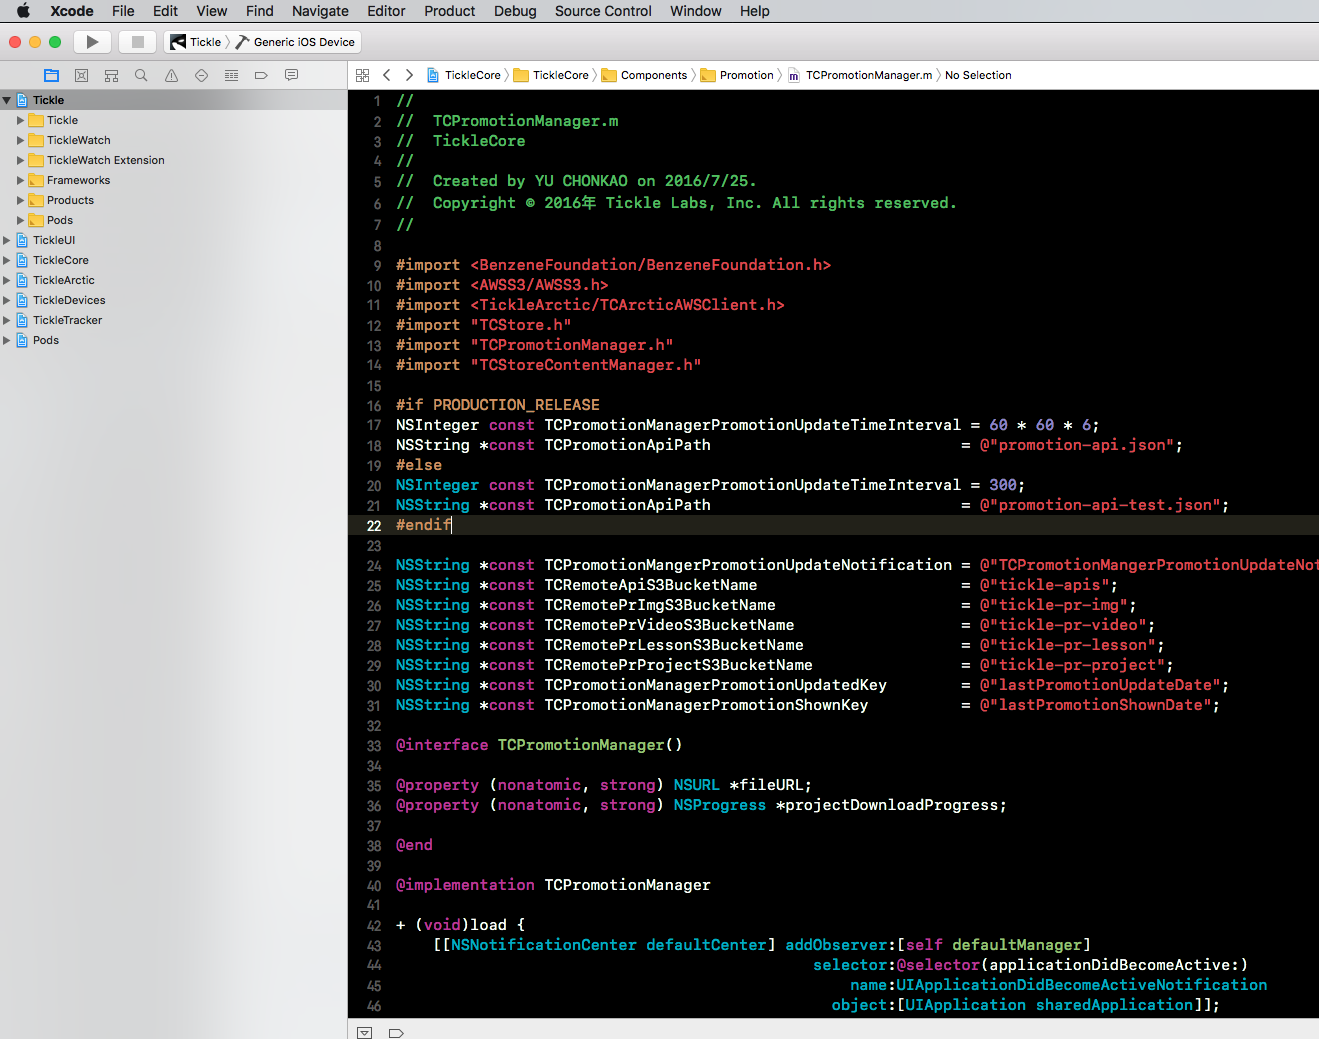 Xcode File Edit View Find Navigate Editor Product Debug Source Control Window Help
Tickle Generic iOS Device
TickleCore TickleCore Components Promotion m TCPromotionManager.m No Selection
Tickle
Tickle
TickleWatch
TickleWatch Extension
Frameworks
Products
Pods
TickleUI
TickleCore
TickleArctic
TickleDevices
TickleTracker
Pods
1 //
2 //  TCPromotionManager.m
3 //  TickleCore
4 //
5 //  Created by YU CHONKAO on 2016/7/25.
6 //  Copyright © 2016年 Tickle Labs, Inc. All rights reserved.
7 //
8
9 #import <BenzeneFoundation/BenzeneFoundation.h>
10 #import <AWSS3/AWSS3.h>
11 #import <TickleArctic/TCArcticAWSClient.h>
12 #import "TCStore.h"
13 #import "TCPromotionManager.h"
14 #import "TCStoreContentManager.h"
15
16 #if PRODUCTION_RELEASE
17 NSInteger const TCPromotionManagerPromotionUpdateTimeInterval = 60 * 60 * 6;
18 NSString *const TCPromotionApiPath = @"promotion-api.json";
19 #else
20 NSInteger const TCPromotionManagerPromotionUpdateTimeInterval = 300;
21 NSString *const TCPromotionApiPath = @"promotion-api-test.json";
22 #endif
23
24 NSString *const TCPromotionMangerPromotionUpdateNotification = @"TCPromotionMangerPromotionUpdateNot
25 NSString *const TCRemoteApiS3BucketName = @"tickle-apis";
26 NSString *const TCRemotePrImgS3BucketName = @"tickle-pr-img";
27 NSString *const TCRemotePrVideoS3BucketName = @"tickle-pr-video";
28 NSString *const TCRemotePrLessonS3BucketName = @"tickle-pr-lesson";
29 NSString *const TCRemotePrProjectS3BucketName = @"tickle-pr-project";
30 NSString *const TCPromotionManagerPromotionUpdatedKey = @"lastPromotionUpdateDate";
31 NSString *const TCPromotionManagerPromotionShownKey = @"lastPromotionShownDate";
32
33 @interface TCPromotionManager()
34
35 @property (nonatomic, strong) NSURL *fileURL;
36 @property (nonatomic, strong) NSProgress *projectDownloadProgress;
37
38 @end
39
40 @implementation TCPromotionManager
41
42 + (void)load {
43 [[NSNotificationCenter defaultCenter] addObserver:[self defaultManager]
44 selector:@selector(applicationDidBecomeActive:)
45 name:UIApplicationDidBecomeActiveNotification
46 object:[UIApplication sharedApplication]];